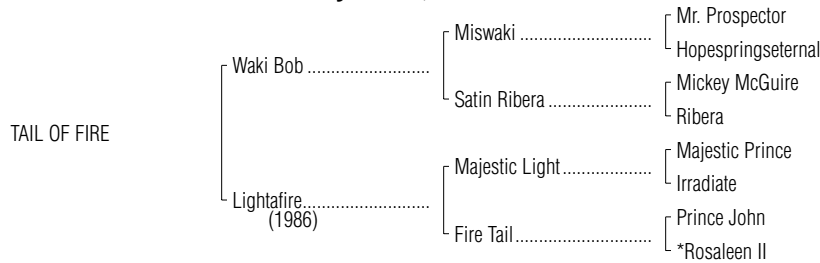 Mr. Prospector
Miswaki
Hopespringseternal
Waki Bob
Mickey McGuire
Satin Ribera
Ribera
TAIL OF FIRE
Majestic Prince
Majestic Light
Irradiate
Lightafire
(1986)
Prince John
Fire Tail
*Rosaleen II